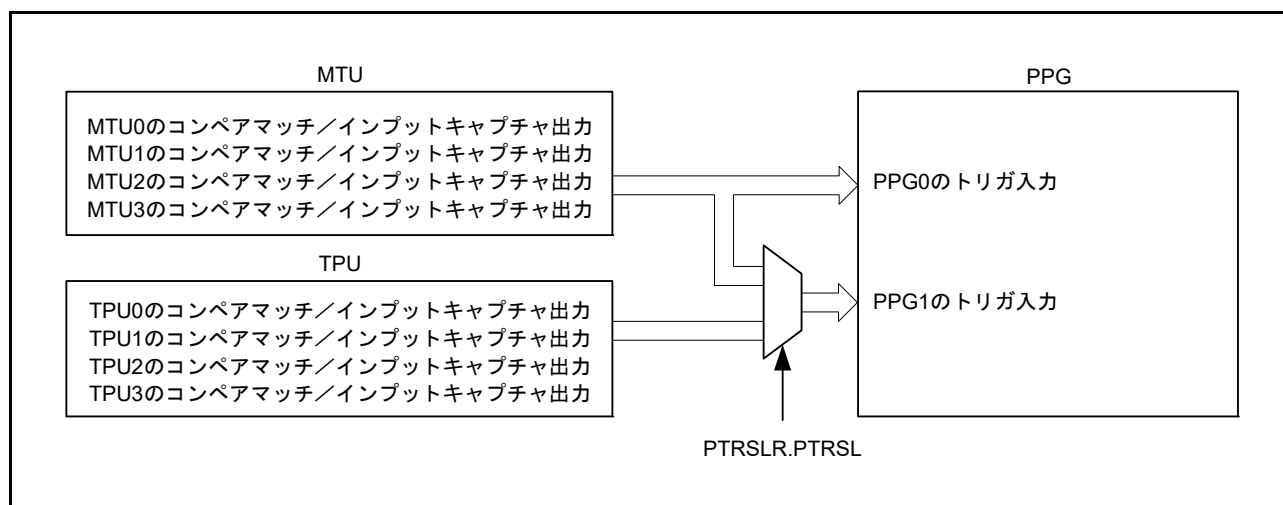 MTU
MTU0のコンペアマッチ／インプットキャプチャ出力
MTU1のコンペアマッチ／インプットキャプチャ出力
MTU2のコンペアマッチ／インプットキャプチャ出力
MTU3のコンペアマッチ／インプットキャプチャ出力
TPU
TPU0のコンペアマッチ／インプットキャプチャ出力
TPU1のコンペアマッチ／インプットキャプチャ出力
TPU2のコンペアマッチ／インプットキャプチャ出力
TPU3のコンペアマッチ／インプットキャプチャ出力
PTRSLR.PTRSL
PPG
PPG0のトリガ入力
PPG1のトリガ入力